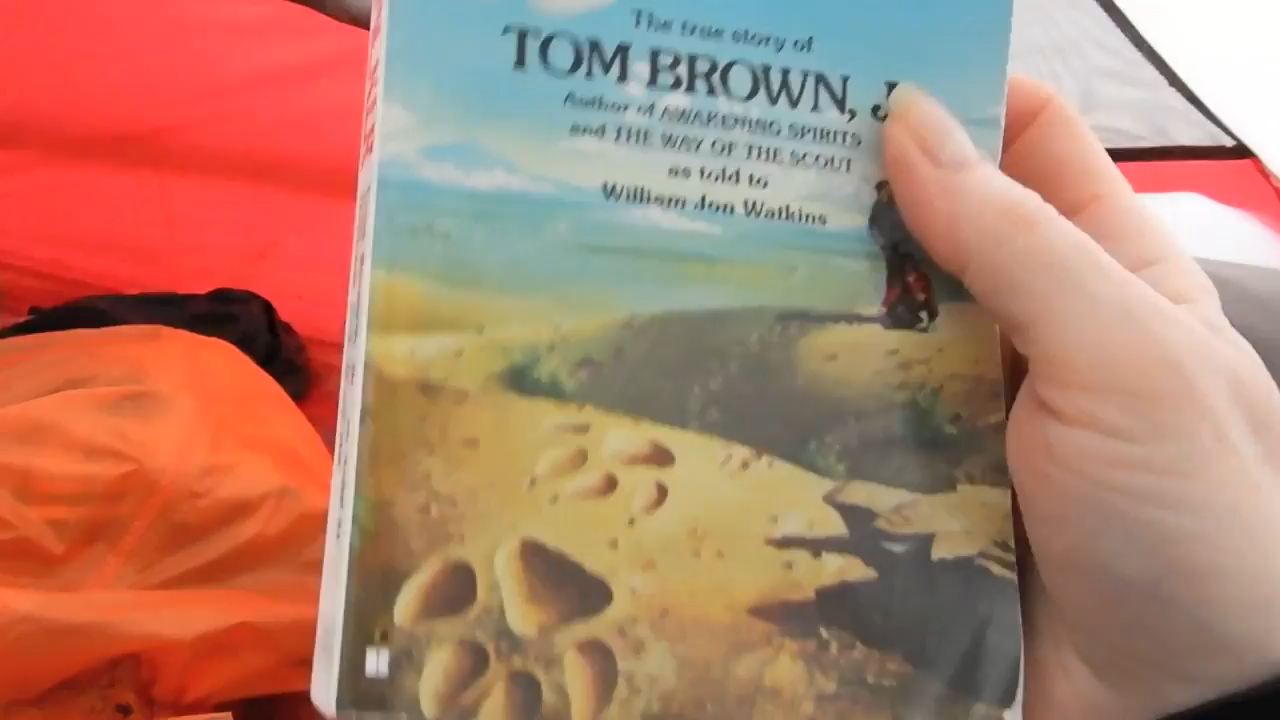 The true story of
TOM BROWN, J
Author of AWAKENING SPIRITS
and THE WAY OF THE SCOUT
as told to
William Jon Watkins